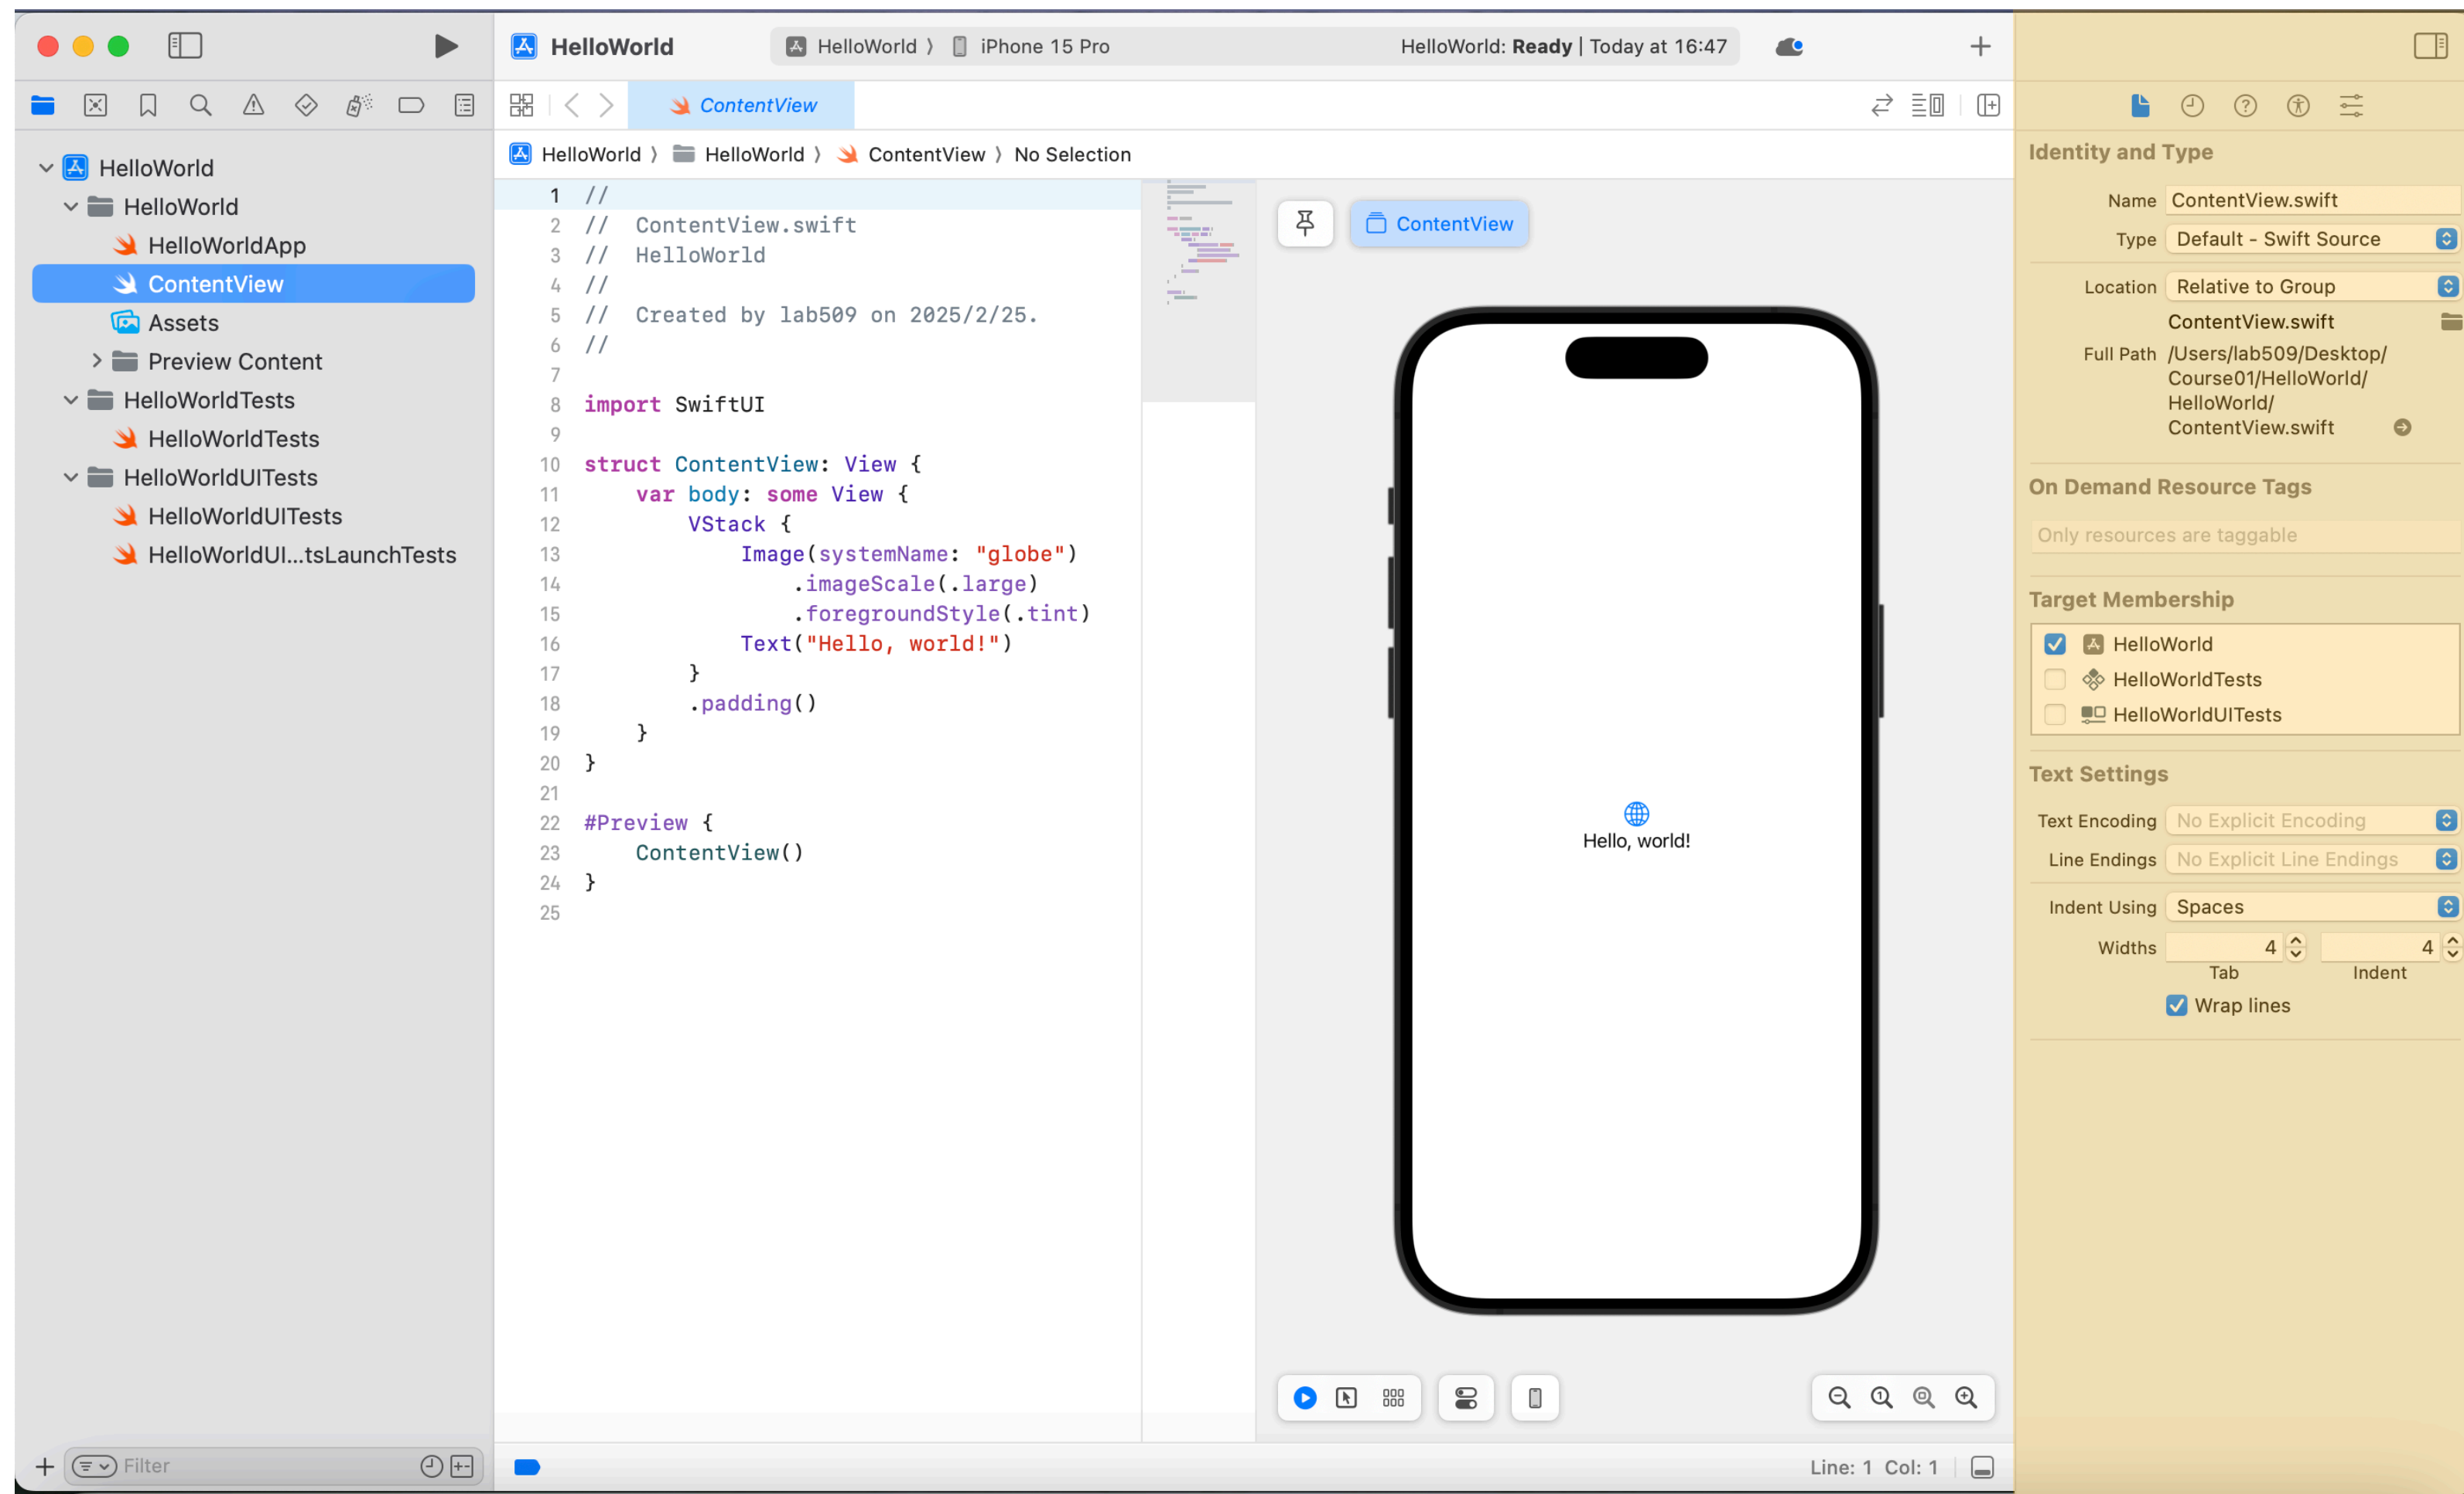 HelloWorld
HelloWorld
iPhone 15 Pro
HelloWorld: Ready | Today at 16:47
ContentView
HelloWorld
HelloWorld
ContentView
No Selection
HelloWorld
HelloWorld
HelloWorldApp
ContentView
Assets
Preview Content
HelloWorldTests
HelloWorldTests
HelloWorldUITests
HelloWorldUITests
HelloWorldUI...tsLaunchTests
Filter
1 //
2 //  ContentView.swift
3 //  HelloWorld
4 //
5 //  Created by lab509 on 2025/2/25.
6 //
7
8 import SwiftUI
9
10 struct ContentView: View {
11     var body: some View {
12         VStack {
13             Image(systemName: "globe")
14                 .imageScale(.large)
15                 .foregroundStyle(.tint)
16             Text("Hello, world!")
17         }
18         .padding()
19     }
20 }
21
22 #Preview {
23     ContentView()
24 }
25
ContentView
Hello, world!
Line: 1 Col: 1
Identity and Type
Name ContentView.swift
Type Default - Swift Source
Location Relative to Group
ContentView.swift
Full Path /Users/lab509/Desktop/
Course01/HelloWorld/
HelloWorld/
ContentView.swift
On Demand Resource Tags
Only resources are taggable
Target Membership
HelloWorld
HelloWorldTests
HelloWorldUITests
Text Settings
Text Encoding No Explicit Encoding
Line Endings No Explicit Line Endings
Indent Using Spaces
Widths 4 4
Tab Indent
Wrap lines